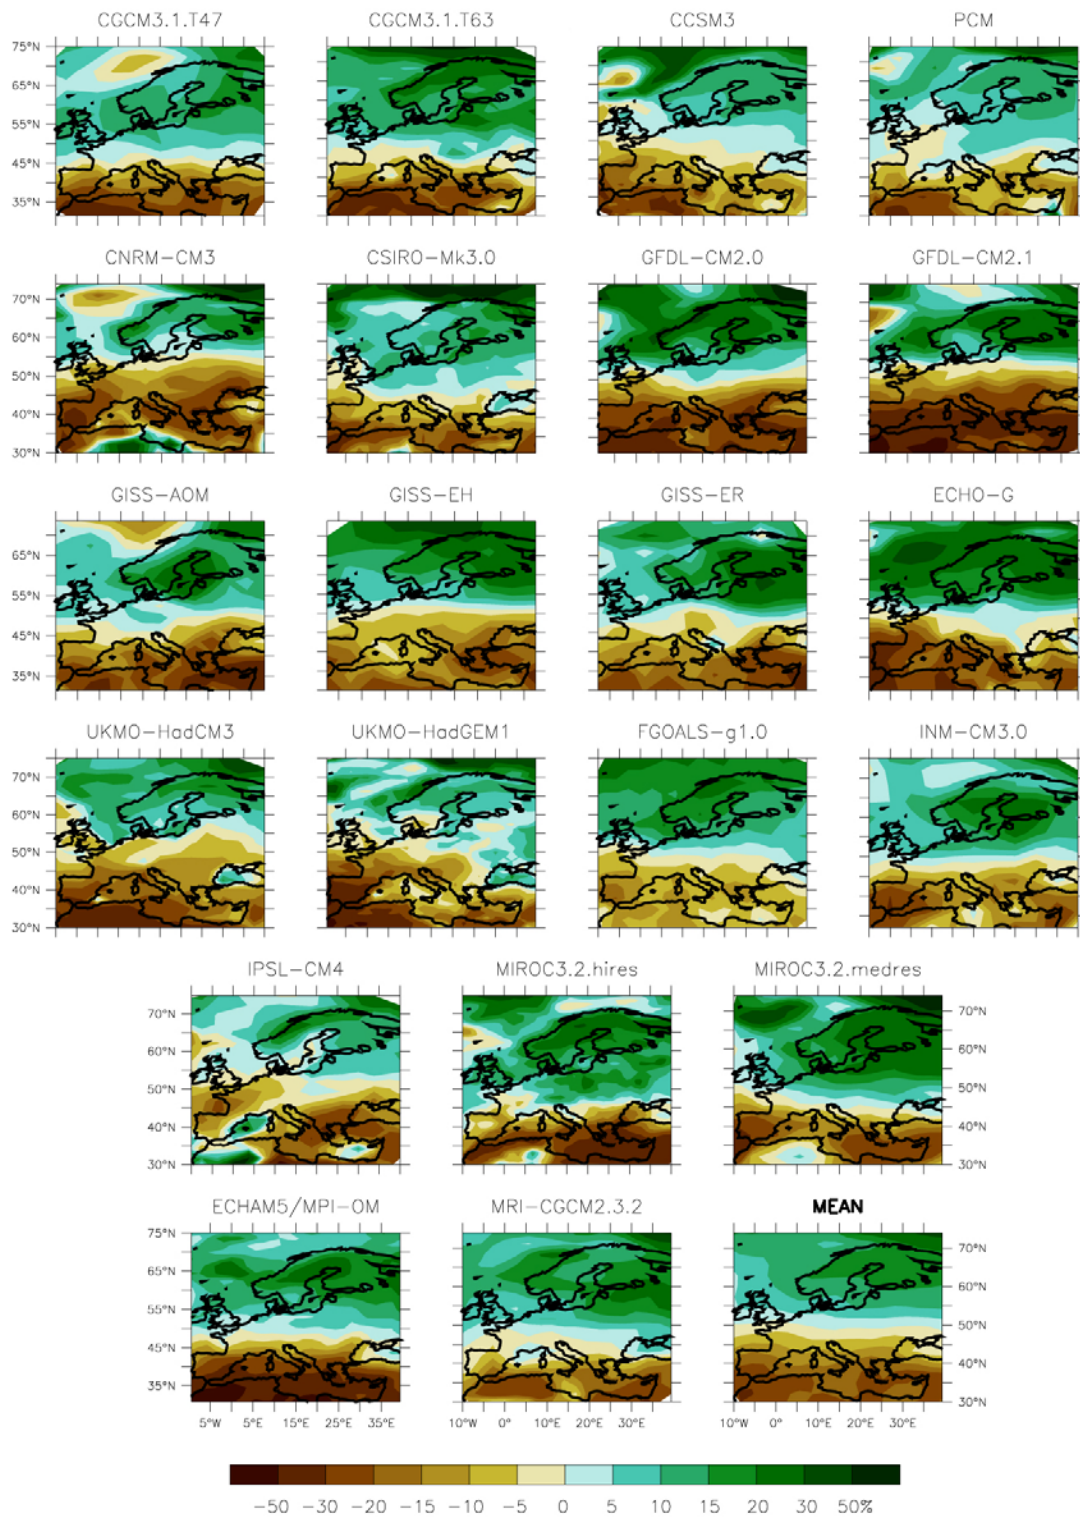 CGCM3.1.T47 CGCM3.1.T63 CCSM3 PCM
75°N
65°N
55°N
45°N
35°N
CNRM-CM3 CSIRO-Mk3.0 GFDL-CM2.0 GFDL-CM2.1
70°N
60°N
50°N
40°N
30°N
GISS-AOM GISS-EH GISS-ER ECHO-G
65°N
55°N
45°N
35°N
UKMO-HadCM3 UKMO-HadGEM1 FGOALS-g1.0 INM-CM3.0
70°N
60°N
50°N
40°N
30°N
IPSL-CM4 MIROC3.2.hires MIROC3.2.medres
70°N 70°N
60°N 60°N
50°N 50°N
40°N 40°N
30°N 30°N
ECHAM5/MPI-OM MRI-CGCM2.3.2 MEAN
75°N 70°N
65°N 60°N
55°N 50°N
45°N 40°N
35°N 30°N
5°W 5°E 15°E 25°E 35°E 10°W 0° 10°E 20°E 30°E 10°W 0° 10°E 20°E 30°E
-50 -30 -20 -15 -10 -5 0 5 10 15 20 30 50%